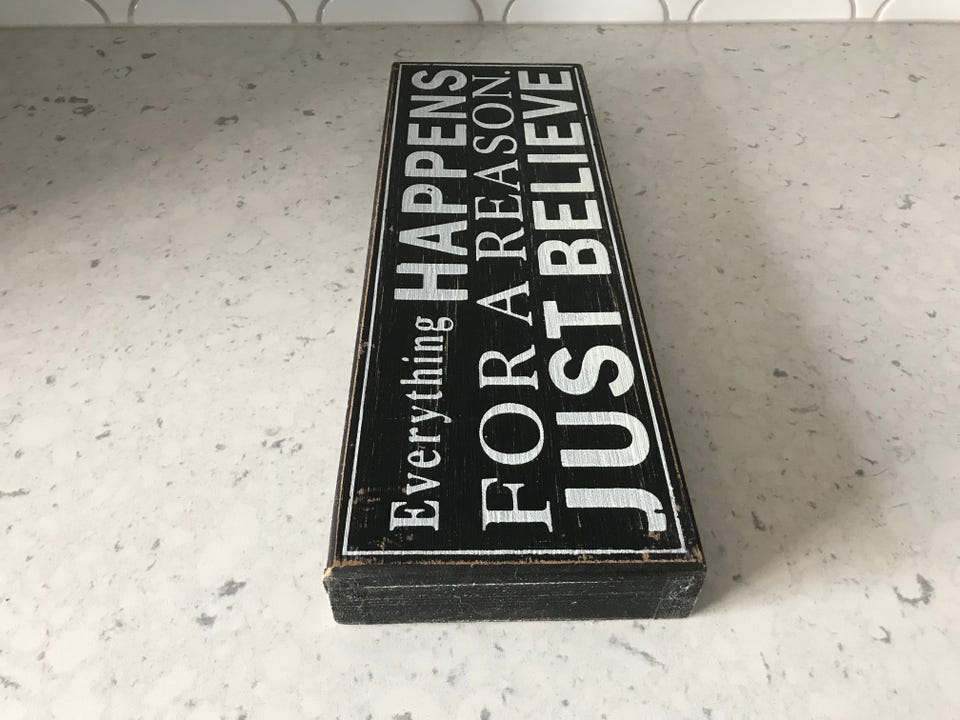 Everything HAPPENS
FOR A REASON.
JUST BELIEVE